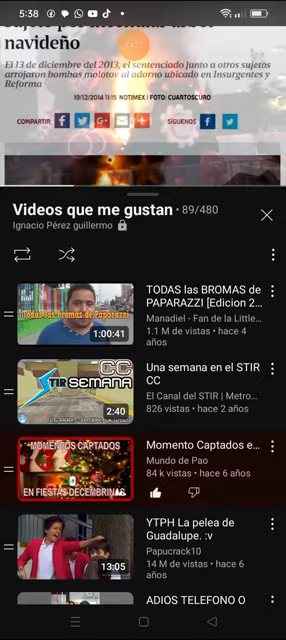 5:38
navideño
El 13 de diciembre del 2013, el sentenciado junto a otros sujetos
arrojaron bombas molotov al adorno ubicado en Insurgentes y
Reforma
19/12/2014 11:15 NOTIMEX / FOTO: CUARTOSCURO
COMPARTIR
SÍGUENOS
Videos que me gustan • 89/480
Ignacio Pérez guillermo
Todas las bromas de Paparazzi
1:00:41
TODAS las BROMAS de
PAPARAZZI [Edicion 2...
Manadiel - Fan de la Little...
1.1 M de vistas • hace 4
años
CC
STIR
SEMANA
2:40
Una semana en el STIR
CC
El Canal del STIR | Metro...
826 vistas • hace 2 años
"MOMENTOS CAPTADOS
EN FIESTAS DECEMBRINAS
Momento Captados e...
Mundo de Pao
84 k vistas • hace 6 años
13:05
YTPH La pelea de
Guadalupe. :v
Papucrack10
14 M de vistas • hace 6
años
ADIOS TELEFONO O